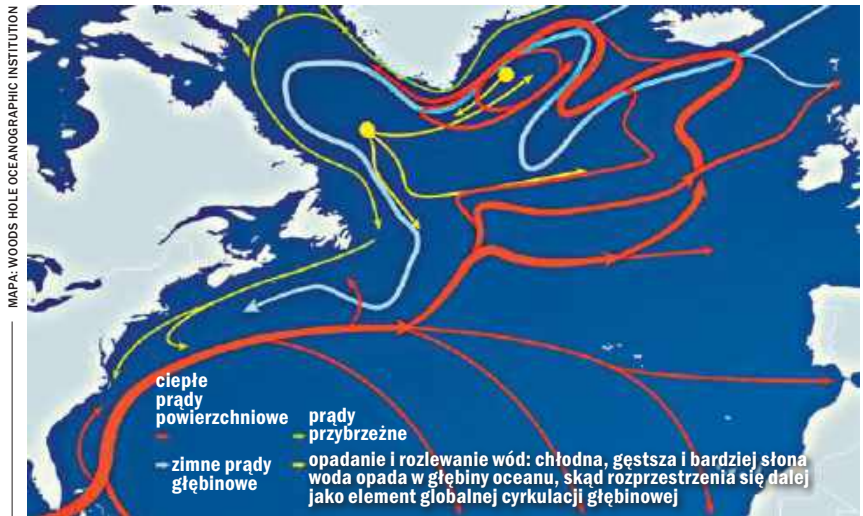 MAPA: WOODS HOLE OCEANOGRAPHIC INSTITUTION
ciepłe
prądy
powierzchniowe
zimne prądy
głębinowe
prądy
przybrzeżne
opadanie i rozlewanie wód: chłodna, gęstsza i bardziej słona
woda opada w głębiny oceanu, skąd rozprzestrzenia się dalej
jako element globalnej cyrkulacji głębinowej